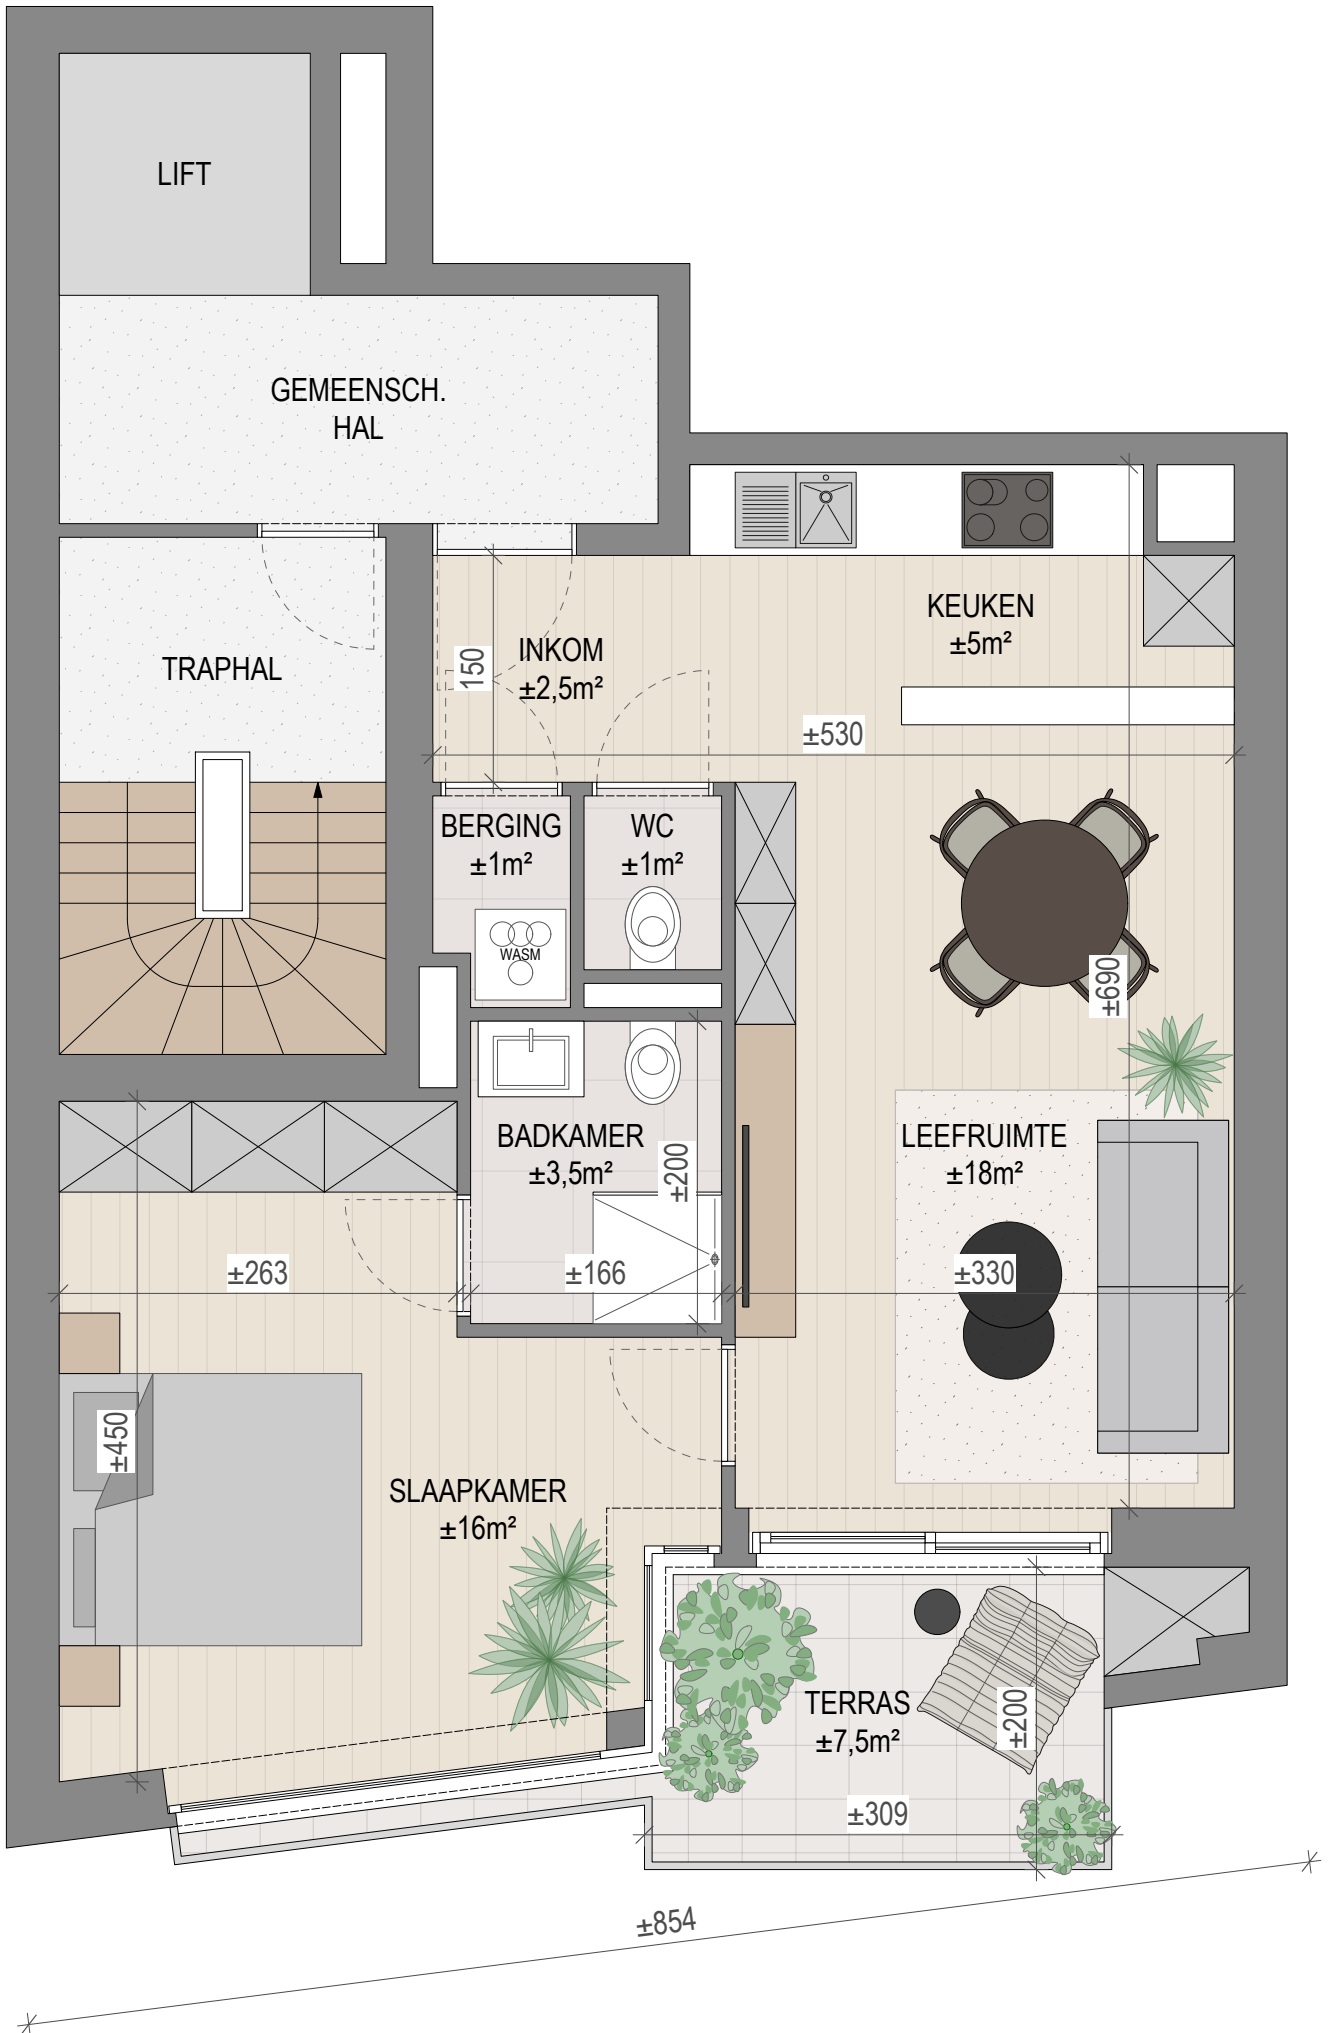 LIFT
GEMEENSCH.
HAL
TRAPHAL
INKOM
±2,5m²
150
KEUKEN
±5m²
±530
BERGING
±1m²
WASM
WC
±1m²
±690
BADKAMER
±3,5m²
±200
LEEFRUIMTE
±18m²
±263
±166
±330
±450
SLAAPKAMER
±16m²
TERRAS
±7,5m²
±200
±309
±854